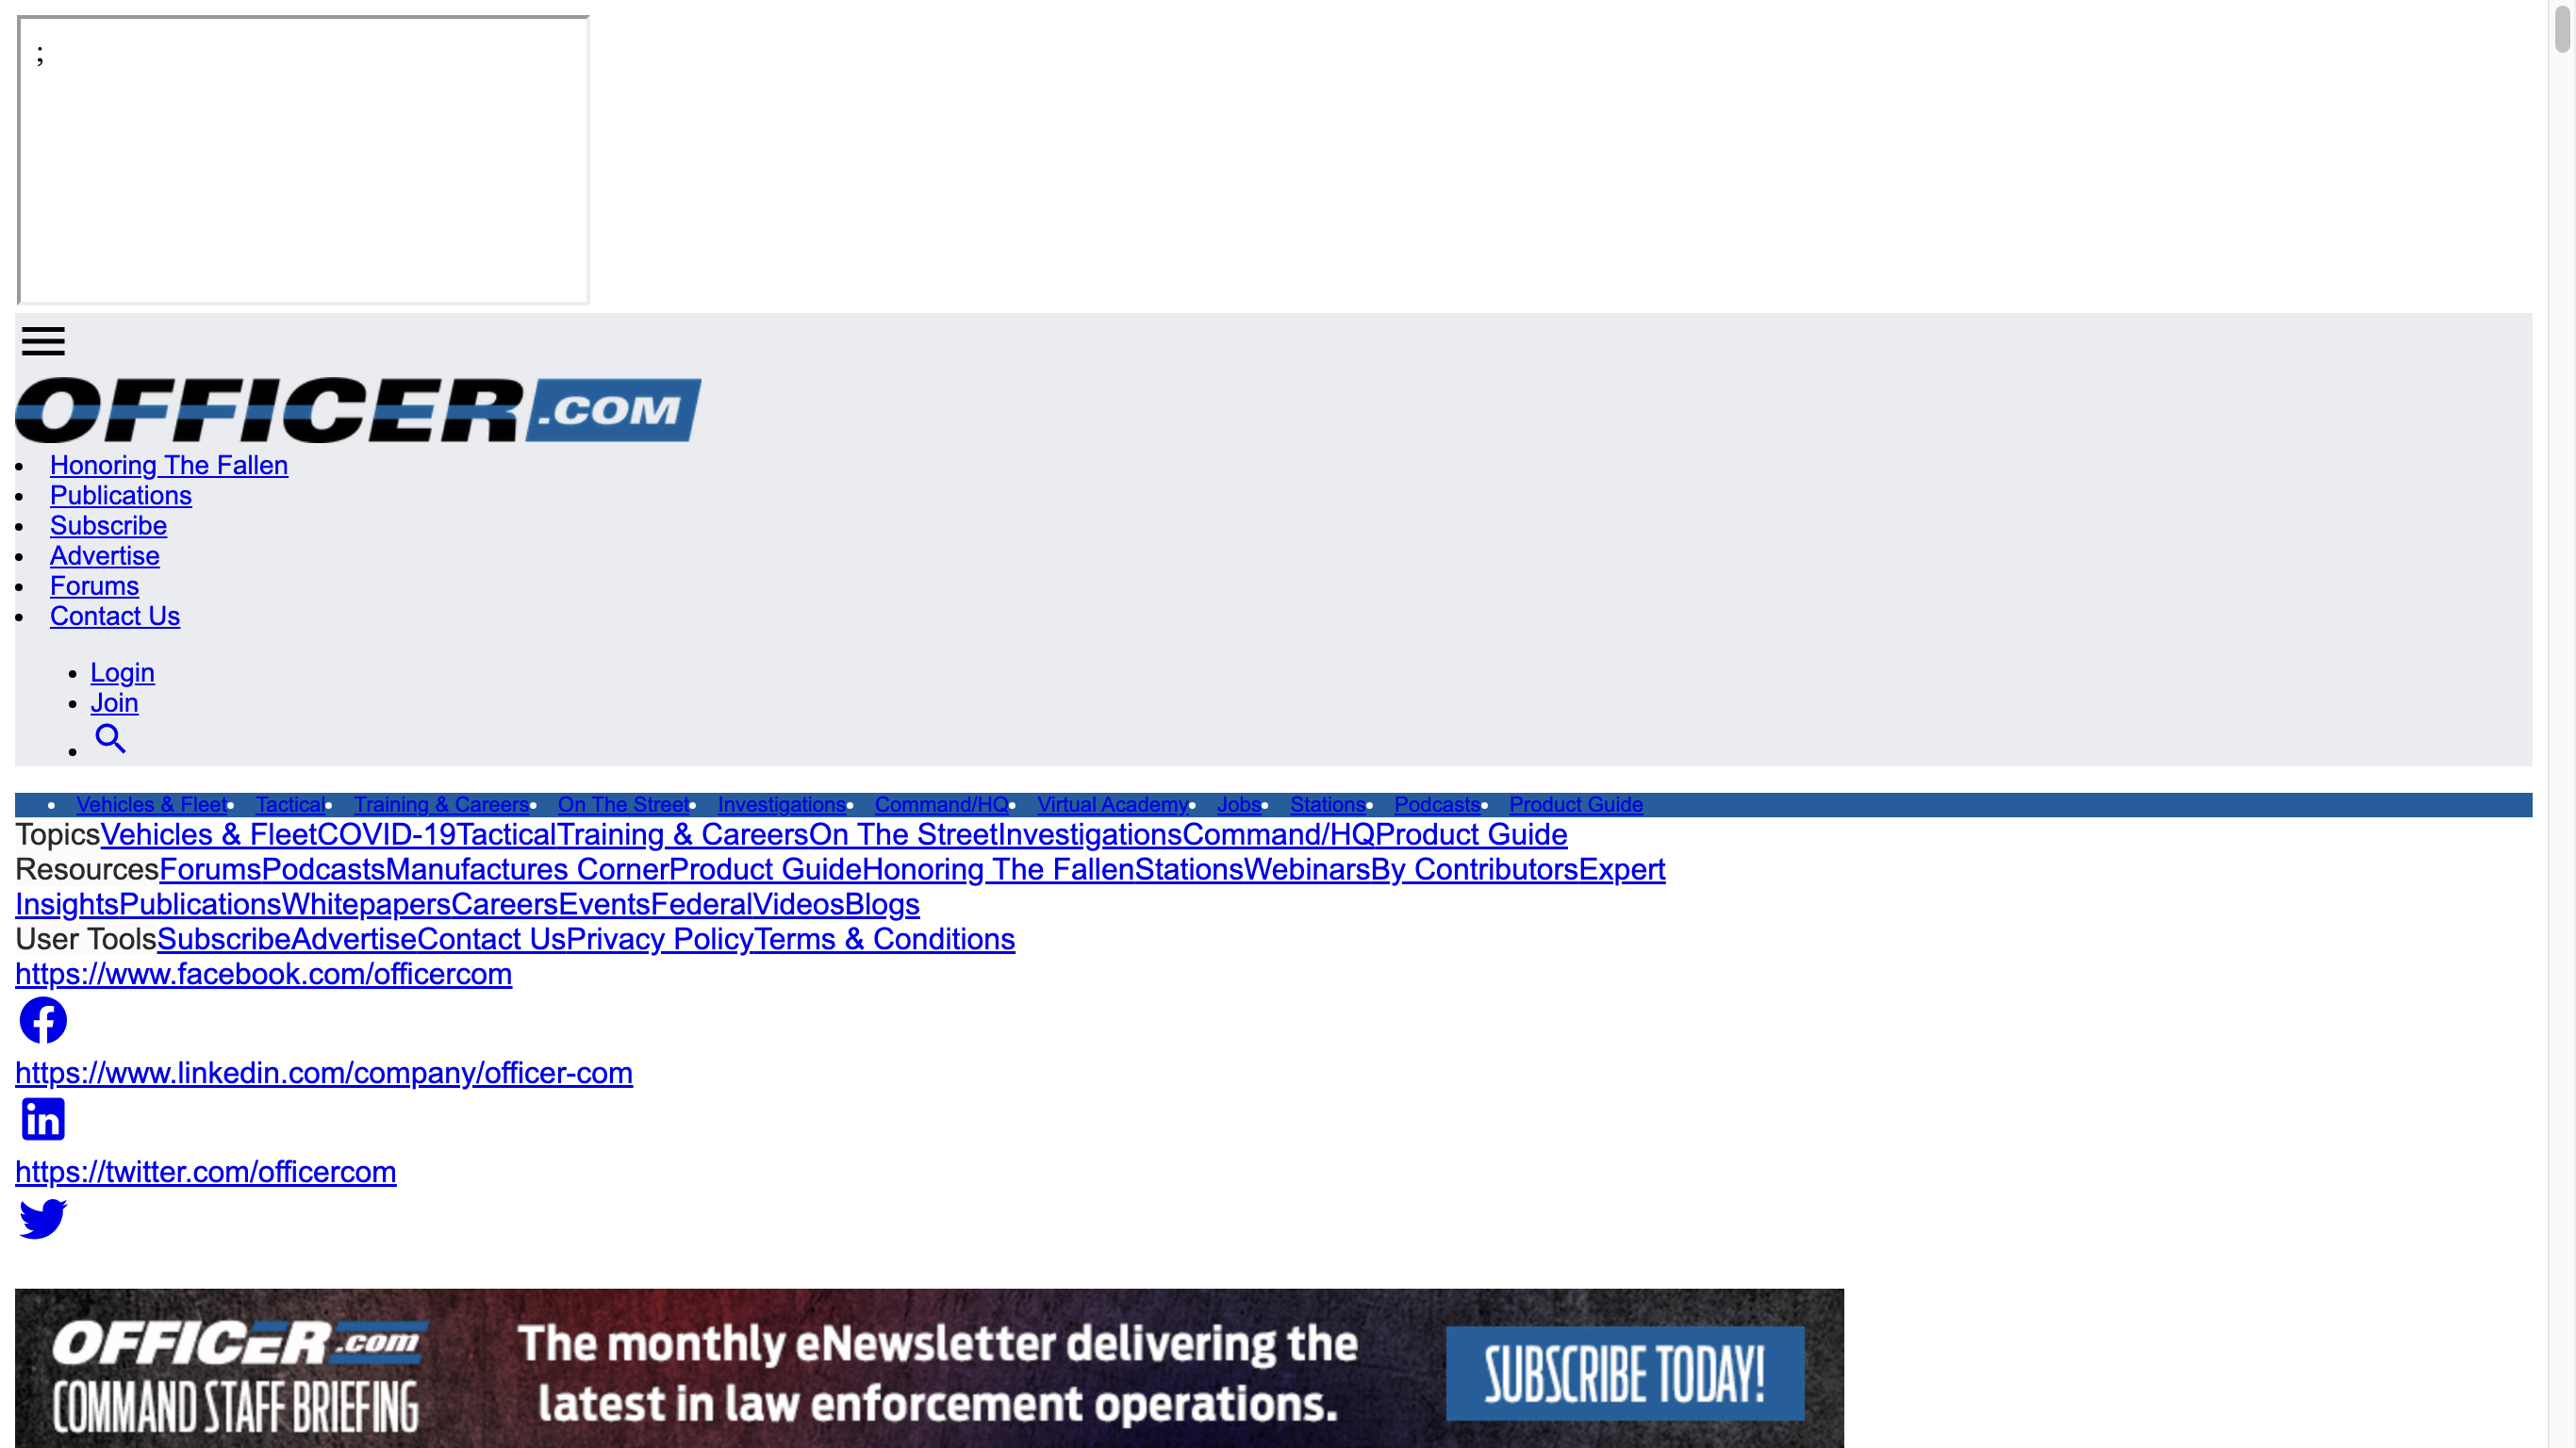 ;
OFFICER.COM
Honoring The Fallen
Publications
Subscribe
Advertise
Forums
Contact Us
Login
Join
Vehicles & Fleet Tactical Training & Careers On The Street Investigations Command/HQ Virtual Academy Jobs Stations Podcasts Product Guide
TopicsVehicles & FleetCOVID-19TacticalTraining & CareersOn The StreetInvestigationsCommand/HQProduct Guide
ResourcesForumsPodcastsManufactures CornerProduct GuideHonoring The FallenStationsWebinarsBy ContributorsExpert
InsightsPublicationsWhitepapersCareersEventsFederalVideosBlogs
User ToolsSubscribeAdvertiseContact UsPrivacy PolicyTerms & Conditions
https://www.facebook.com/officercom
https://www.linkedin.com/company/officer-com
in
https://twitter.com/officercom
OFFICER.com
COMMAND STAFF BRIEFING
The monthly eNewsletter delivering the
latest in law enforcement operations.
SUBSCRIBE TODAY!